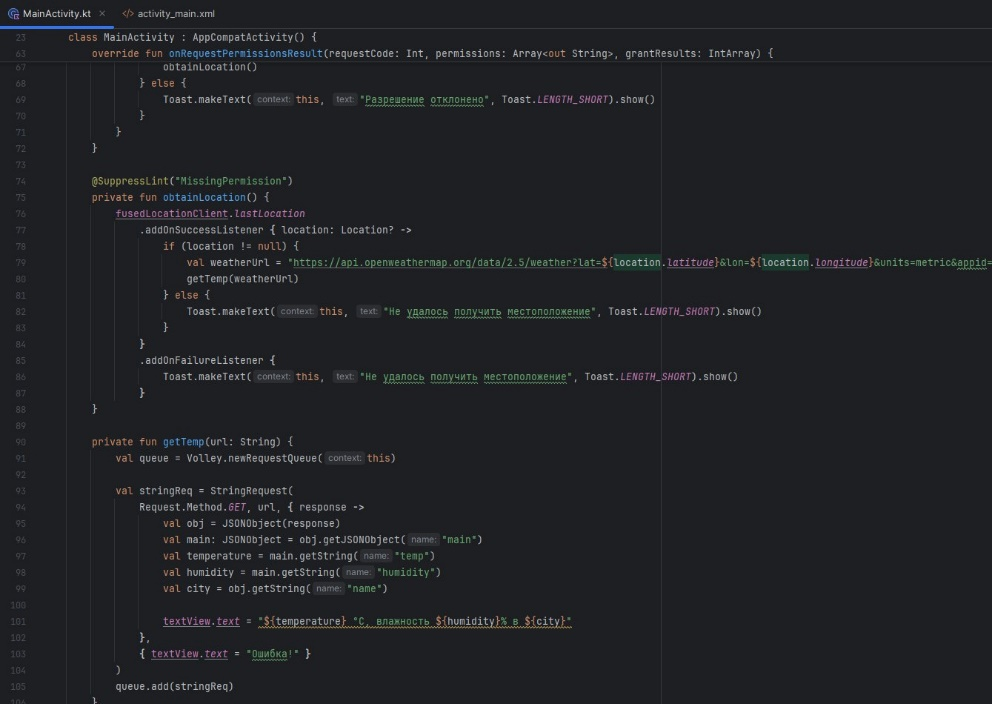 MainActivity.kt × </> activity_main.xml
23 class MainActivity : AppCompatActivity() {
63 override fun onRequestPermissionsResult(requestCode: Int, permissions: Array<out String>, grantResults: IntArray) {
67 obtainLocation()
68 } else {
69 Toast.makeText( context: this, text: "Разрешение отклонено", Toast.LENGTH_SHORT).show()
70 }
71 }
72 }
73
74 @SuppressLint("MissingPermission")
75 private fun obtainLocation() {
76 fusedLocationClient.lastLocation
77 .addOnSuccessListener { location: Location? ->
78 if (location != null) {
79 val weatherUrl = "https://api.openweathermap.org/data/2.5/weather?lat=${location.latitude}&lon=${location.longitude}&units=metric&appid=
80 getTemp(weatherUrl)
81 } else {
82 Toast.makeText( context: this, text: "Не удалось получить местоположение", Toast.LENGTH_SHORT).show()
83 }
84 }
85 .addOnFailureListener {
86 Toast.makeText( context: this, text: "Не удалось получить местоположение", Toast.LENGTH_SHORT).show()
87 }
88 }
89
90 private fun getTemp(url: String) {
91 val queue = Volley.newRequestQueue( context: this)
92
93 val stringReq = StringRequest(
94 Request.Method.GET, url, { response ->
95 val obj = JSONObject(response)
96 val main: JSONObject = obj.getJSONObject( name: "main")
97 val temperature = main.getString( name: "temp")
98 val humidity = main.getString( name: "humidity")
99 val city = obj.getString( name: "name")
100
101 textView.text = "${temperature} °C, влажность ${humidity}% в ${city}"
102 },
103 { textView.text = "Ошибка!" }
104 )
105 queue.add(stringReq)
106 }